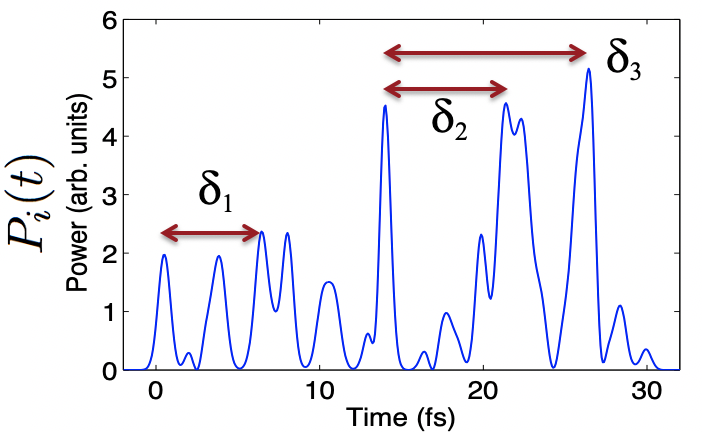 6
5
4
3
2
1
0
0 10 20 30
Time (fs)
Power (arb. units)
Pᵢ(t)
δ₁
δ₂
δ₃